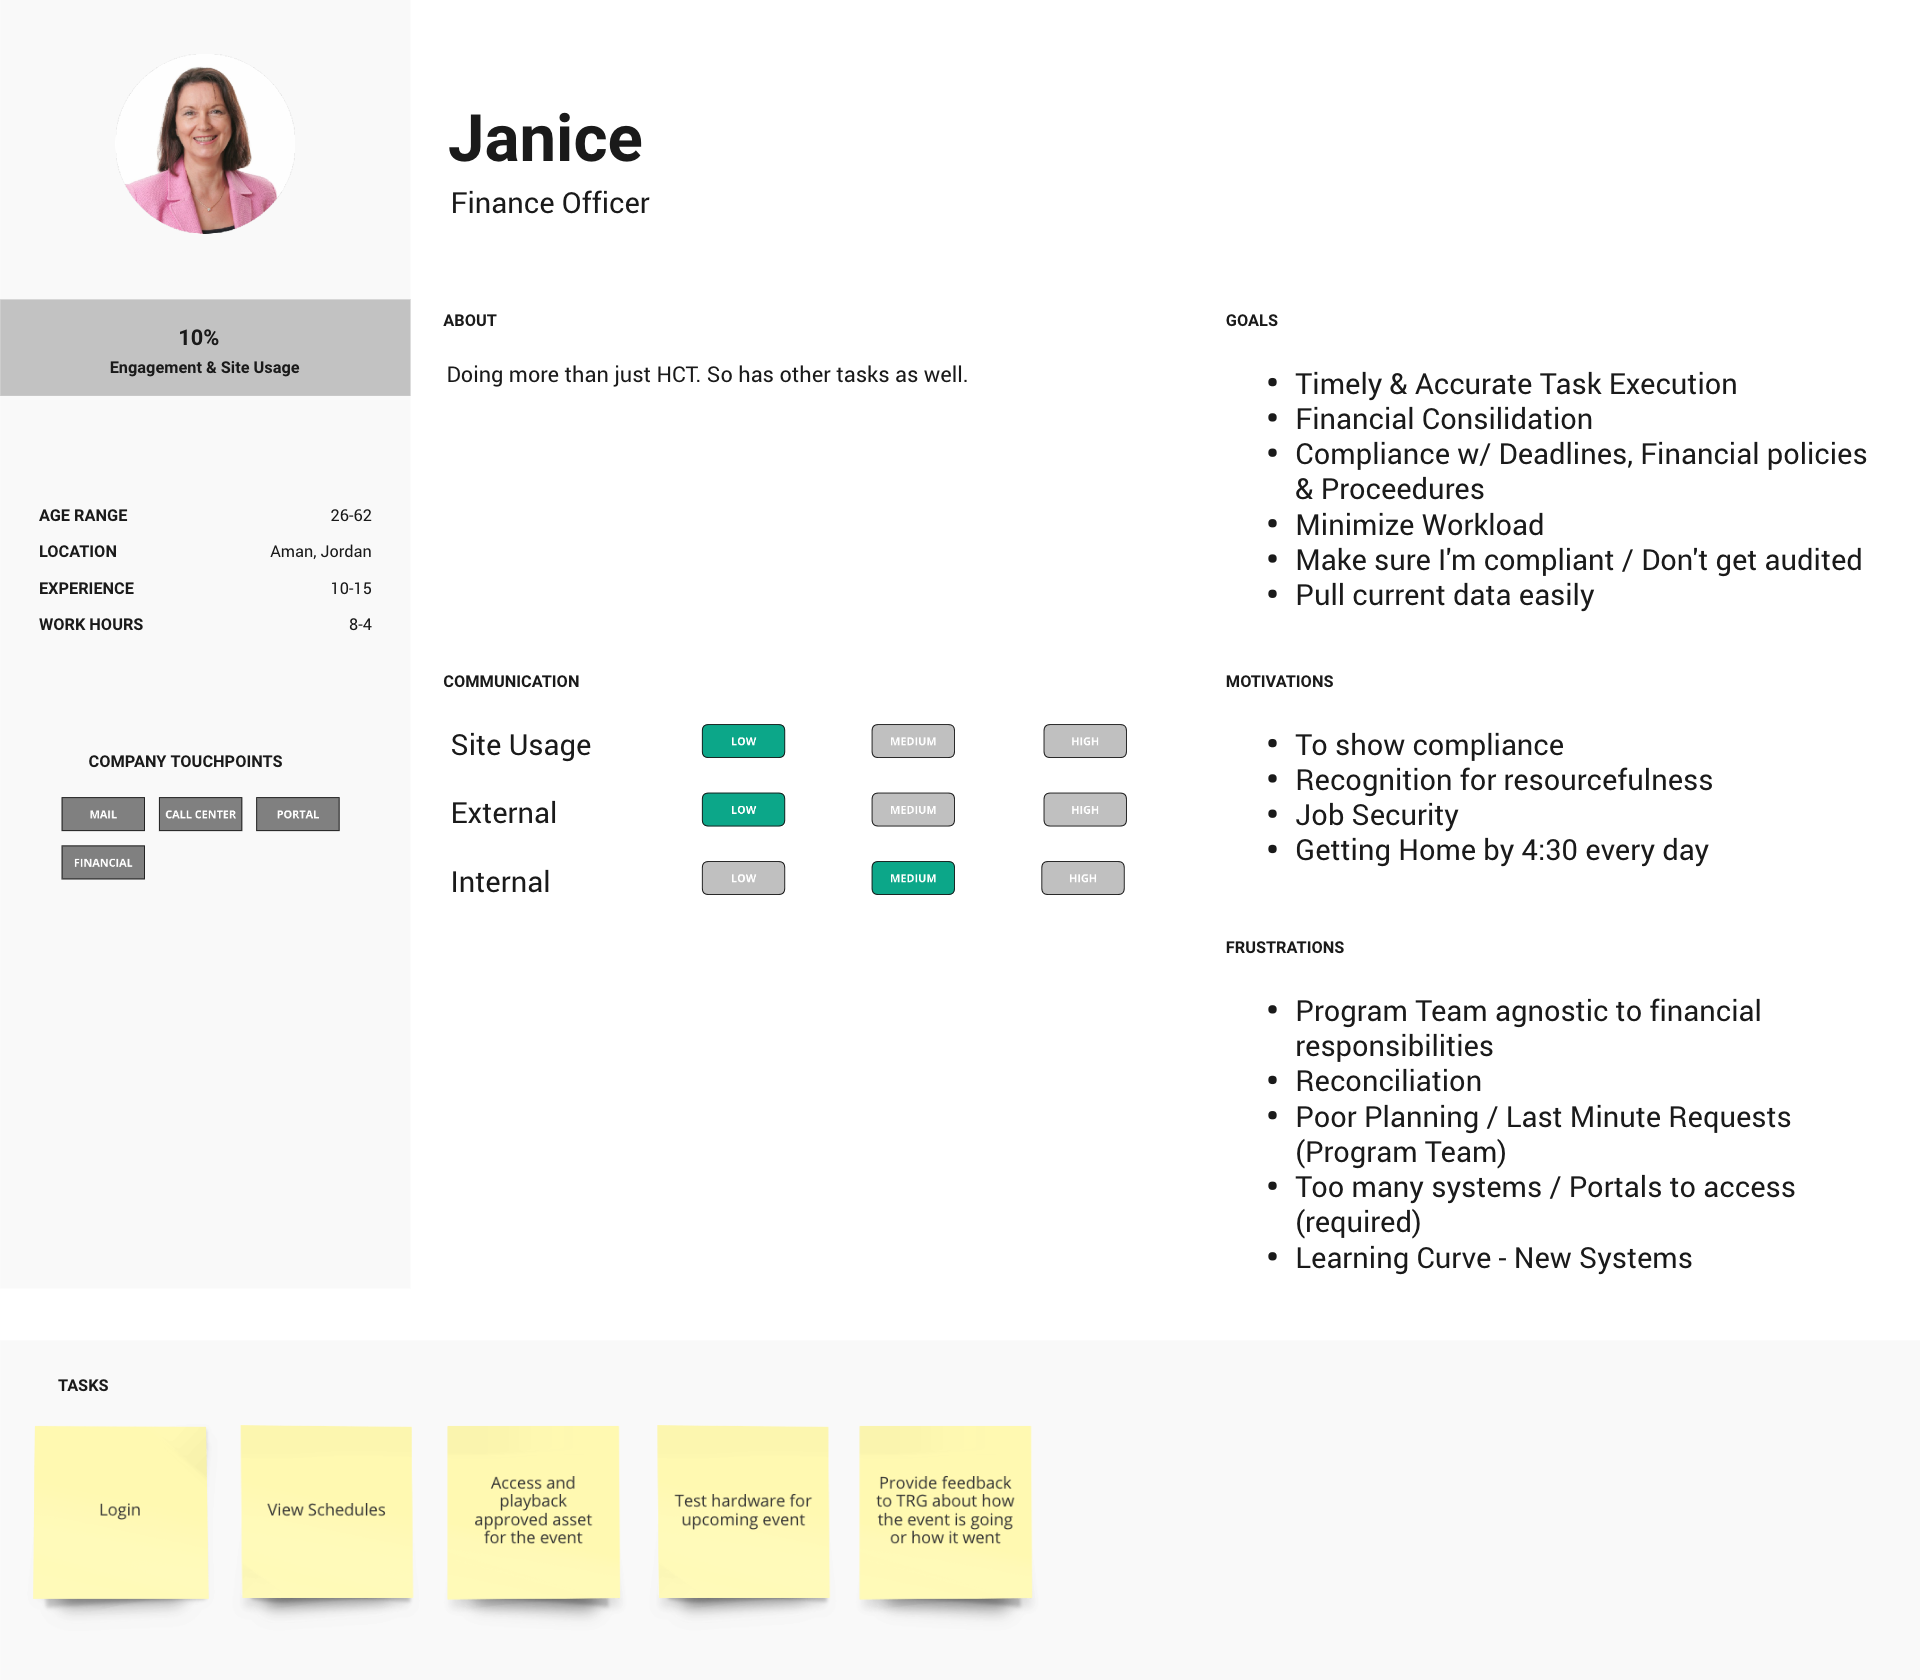 Janice
Finance Officer
10%
Engagement & Site Usage
AGE RANGE 26-62
LOCATION Aman, Jordan
EXPERIENCE 10-15
WORK HOURS 8-4
COMPANY TOUCHPOINTS
MAIL CALL CENTER PORTAL
FINANCIAL
ABOUT
Doing more than just HCT. So has other tasks as well.
COMMUNICATION
Site Usage LOW MEDIUM HIGH
External LOW MEDIUM HIGH
Internal LOW MEDIUM HIGH
GOALS
• Timely & Accurate Task Execution
• Financial Consilidation
• Compliance w/ Deadlines, Financial policies
& Proceedures
• Minimize Workload
• Make sure I'm compliant / Don't get audited
• Pull current data easily
MOTIVATIONS
• To show compliance
• Recognition for resourcefulness
• Job Security
• Getting Home by 4:30 every day
FRUSTRATIONS
• Program Team agnostic to financial
responsibilities
• Reconciliation
• Poor Planning / Last Minute Requests
(Program Team)
• Too many systems / Portals to access
(required)
• Learning Curve - New Systems
TASKS
Login
View Schedules
Access and
playback
approved asset
for the event
Test hardware for
upcoming event
Provide feedback
to TRG about how
the event is going
or how it went